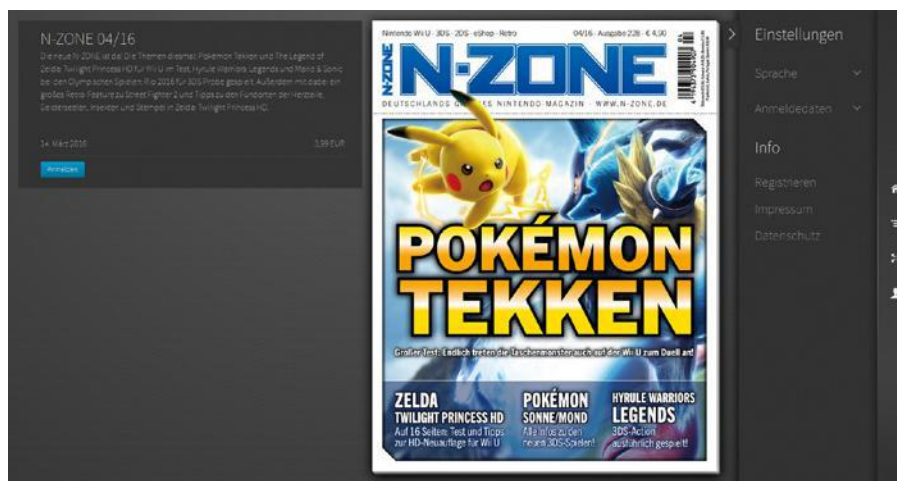 N-ZONE 04/16
Die neue N-ZONE ist da! Die Themen diesmal: Pokémon Tekken und The Legend of
Zelda: Twilight Princess HD für Wii U im Test, Hyrule Warriors Legends und Mario & Sonic
bei den Olympischen Spielen: Rio 2016 für 3DS Probe gespielt. Außerdem mit dabei: ein
großes Retro-Feature zu Street Fighter 2 und Tipps zu den Fundorten der Herzteile,
Geisterseelen, Insekten und Stempel in Zelda: Twilight Princess HD.
14. März 2016
3,99 EUR
Anmelden
Nintendo Wii U · 3DS · 2DS · eShop · Retro
04/16 · Ausgabe 228 · € 4,90
N-ZONE
N-ZONE
DEUTSCHLANDS NINTENDO-MAGAZIN · WWW.N-ZONE.DE
POKÉMON
TEKKEN
Großer Test: Endlich treten die Taschenmonster auch auf der Wii U zum Duell an!
ZELDA
TWILIGHT PRINCESS HD
Auf 16 Seiten: Test und Tipps
zur HD-Neuauflage für Wii U
POKÉMON
SONNE/MOND
Alle Infos zu den
neuen 3DS-Spielen!
HYRULE WARRIORS
LEGENDS
3DS-Action
ausführlich gespielt!
Einstellungen
Sprache
Anmeldedaten
Info
Registrieren
Impressum
Datenschutz